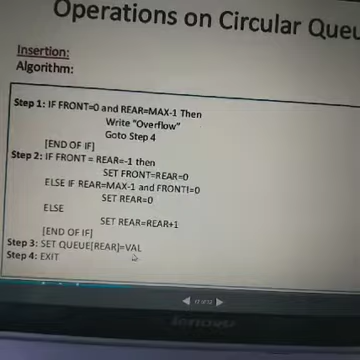 Operations on Circular Queu
Insertion:
Algorithm:
Step 1: IF FRONT=0 and REAR=MAX-1 Then
Write "Overflow"
Goto Step 4
[END OF IF]
Step 2: IF FRONT = REAR=-1 then
SET FRONT=REAR=0
ELSE IF REAR=MAX-1 and FRONT!=0
SET REAR=0
ELSE
SET REAR=REAR+1
[END OF IF]
Step 3: SET QUEUE[REAR]=VAL
Step 4: EXIT
lenovo